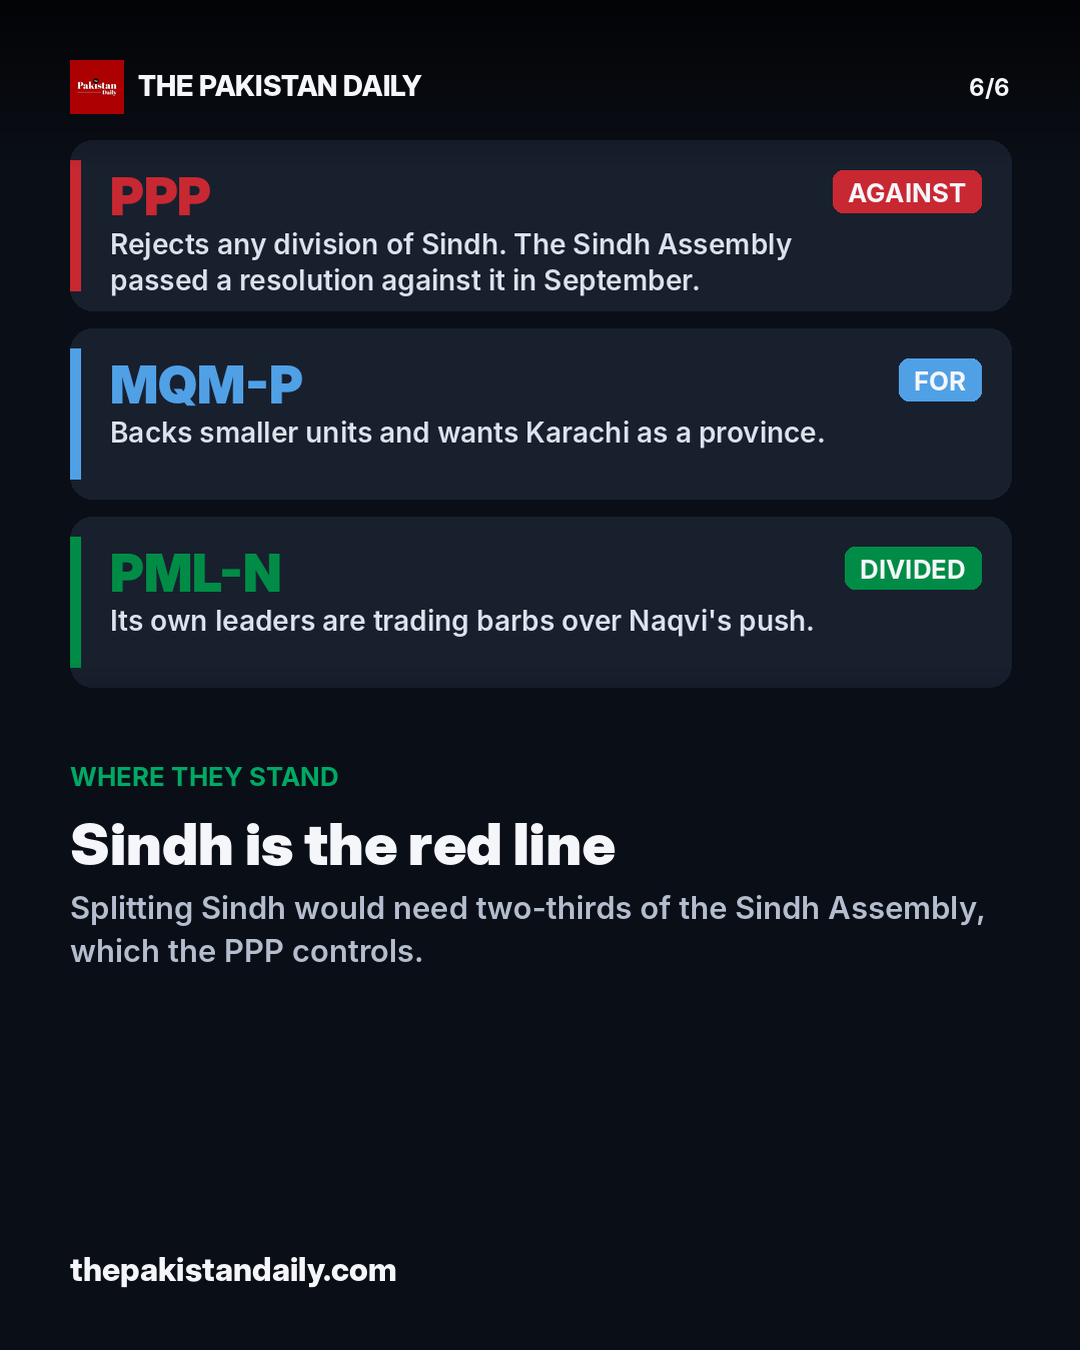 Pakistan
Daily
THE PAKISTAN DAILY
6/6
PPP
AGAINST
Rejects any division of Sindh. The Sindh Assembly
passed a resolution against it in September.
MQM-P
FOR
Backs smaller units and wants Karachi as a province.
PML-N
DIVIDED
Its own leaders are trading barbs over Naqvi's push.
WHERE THEY STAND
Sindh is the red line
Splitting Sindh would need two-thirds of the Sindh Assembly,
which the PPP controls.
thepakistandaily.com